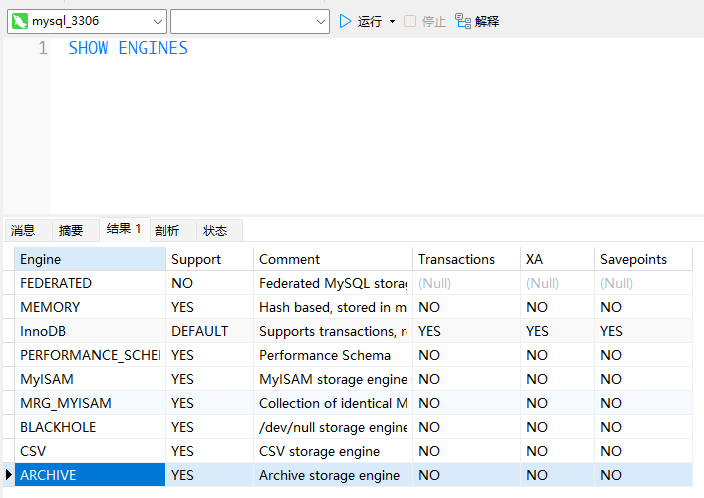 mysql_3306 运行 停止 解释
1 SHOW ENGINES
消息 摘要 结果 1 剖析 状态
Engine Support Comment Transactions XA Savepoints
FEDERATED NO Federated MySQL storag (Null) (Null) (Null)
MEMORY YES Hash based, stored in m NO NO NO
InnoDB DEFAULT Supports transactions, r YES YES YES
PERFORMANCE_SCHEM YES Performance Schema NO NO NO
MyISAM YES MyISAM storage engine NO NO NO
MRG_MYISAM YES Collection of identical M NO NO NO
BLACKHOLE YES /dev/null storage engine NO NO NO
CSV YES CSV storage engine NO NO NO
ARCHIVE YES Archive storage engine NO NO NO